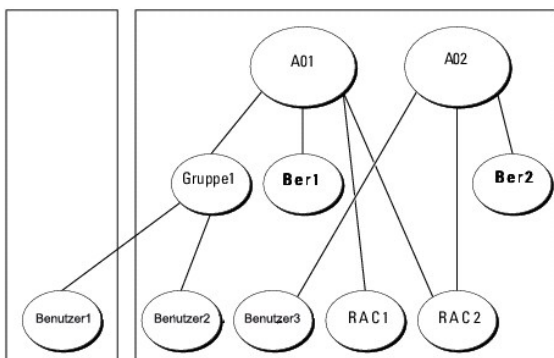 A01
A02
Gruppe1
Ber1
Ber2
Benutzer1
Benutzer2
Benutzer3
RAC1
RAC2